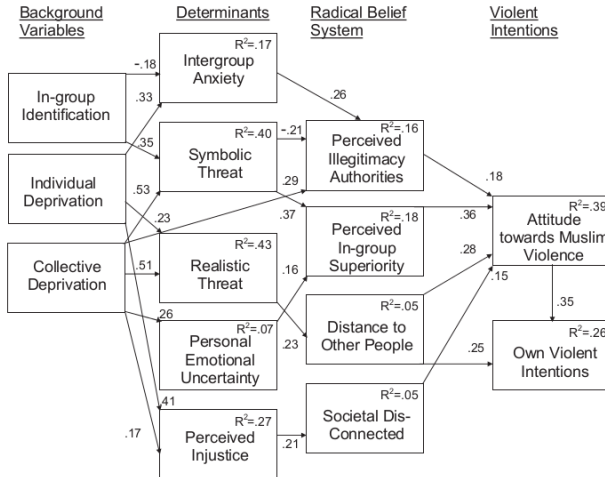 Background Variables
Determinants
Radical Belief System
Violent Intentions
In-group Identification
Individual Deprivation
Collective Deprivation
R²=.17
Intergroup Anxiety
R²=.40
Symbolic Threat
R²=.43
Realistic Threat
R²=.07
Personal Emotional Uncertainty
R²=.27
Perceived Injustice
R²=.16
Perceived Illegitimacy Authorities
R²=.18
Perceived In-group Superiority
R²=.05
Distance to Other People
R²=.05
Societal Dis-Connected
R²=.39
Attitude towards Muslim Violence
R²=.26
Own Violent Intentions
-.18
.33
.35
.53
.23
.51
.26
.41
.17
.26
-.21
.29
.37
.16
.23
.21
.18
.36
.28
.15
.35
.25